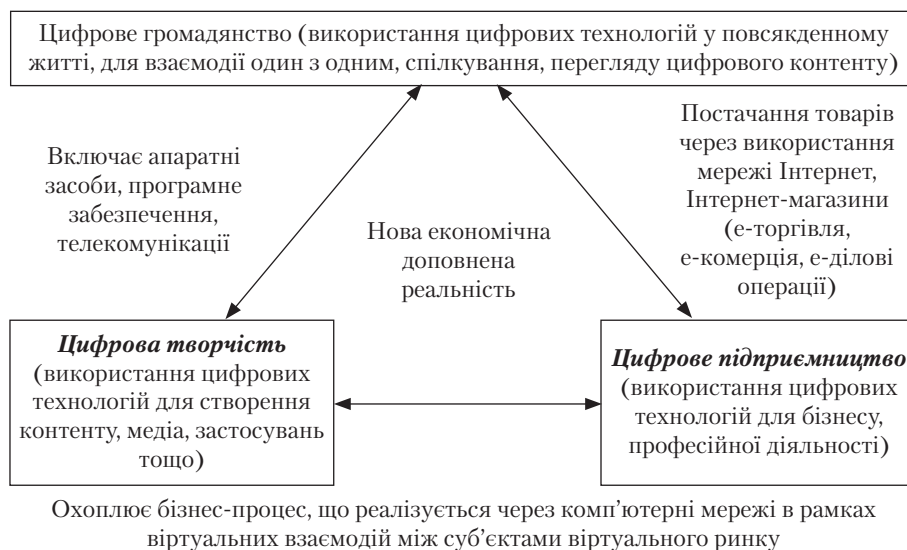 Цифрове громадянство (використання цифрових технологій у повсякденному
житті, для взаємодії один з одним, спілкування, перегляду цифрового контенту)
Включає апаратні
засоби, програмне
забезпечення,
телекомунікації
Нова економічна
доповнена
реальність
Постачання товарів
через використання
мережі Інтернет,
Інтернет-магазини
(е-торгівля,
е-комерція, е-ділові
операції)
Цифрова творчість
(використання цифрових
технологій для створення
контенту, медіа, застосувань
тощо)
Цифрове підприємництво
(використання цифрових
технологій для бізнесу,
професійної діяльності)
Охоплює бізнес-процес, що реалізується через комп’ютерні мережі в рамках
віртуальних взаємодій між суб’єктами віртуального ринку